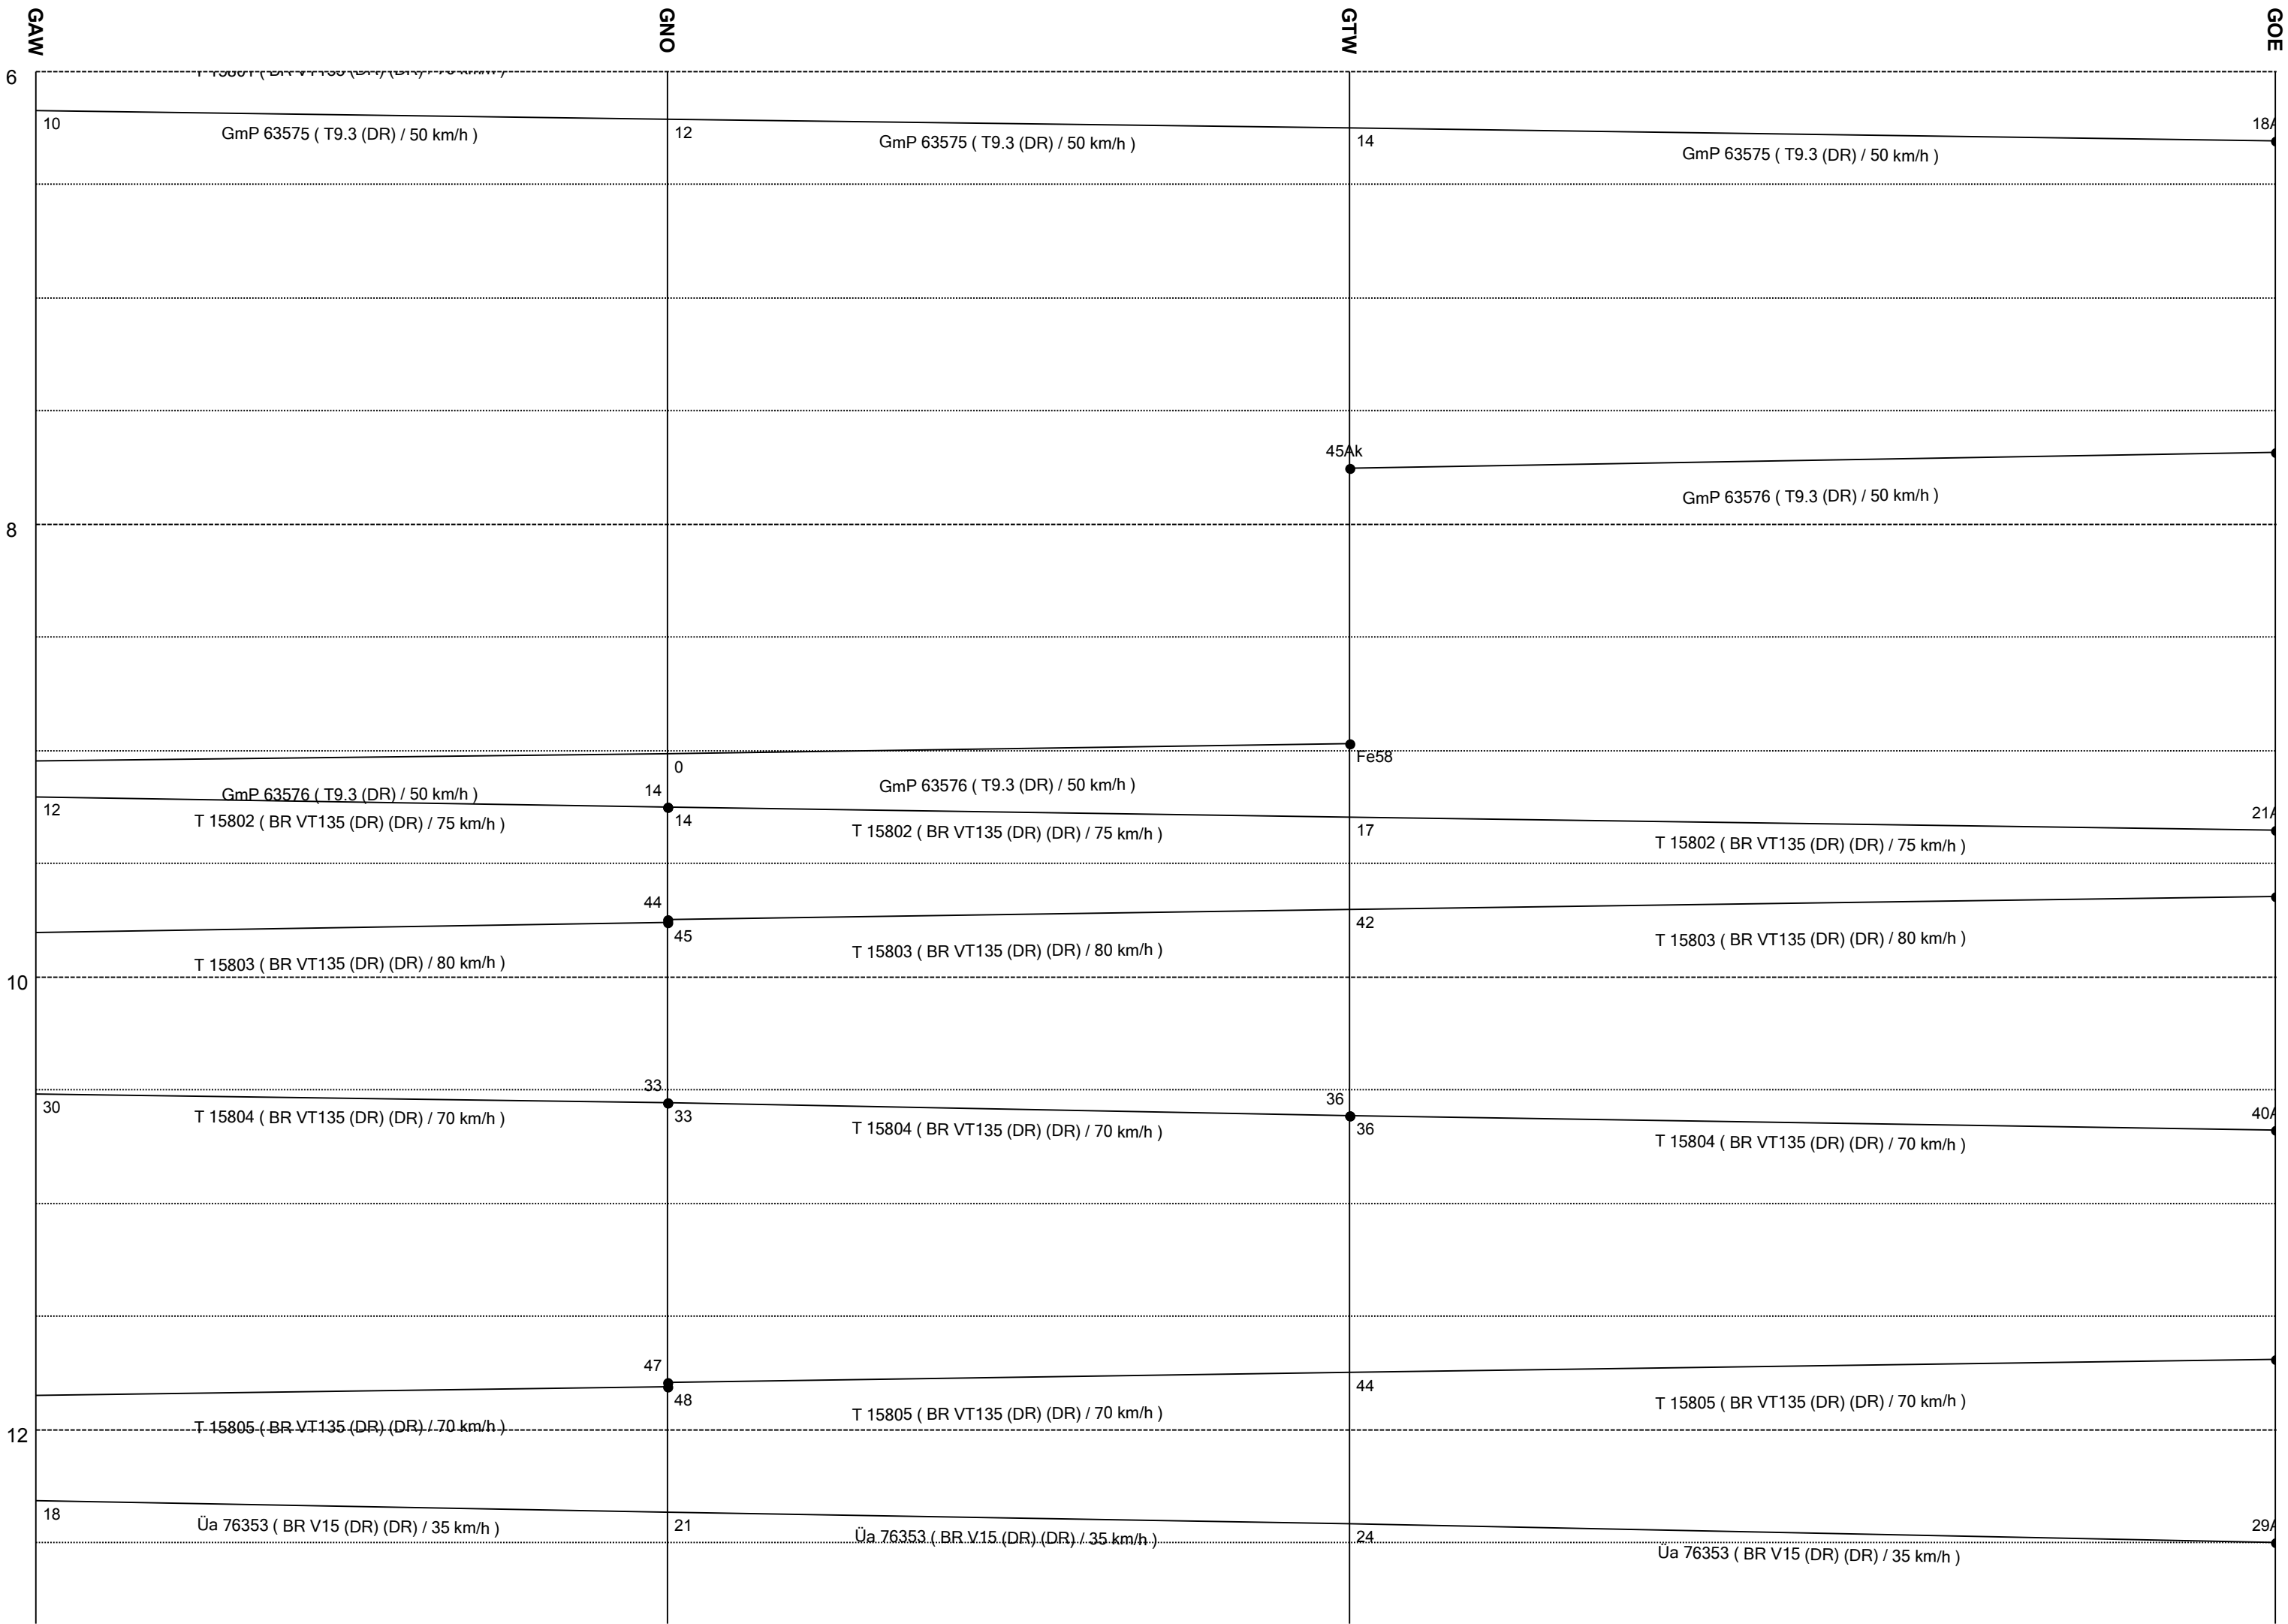 GAW GNO GTW GOE
6
10 GmP 63575 ( T9.3 (DR) / 50 km/h ) 12 GmP 63575 ( T9.3 (DR) / 50 km/h ) 14 GmP 63575 ( T9.3 (DR) / 50 km/h ) 18A
45Ak
GmP 63576 ( T9.3 (DR) / 50 km/h )
8
0 Fe58
GmP 63576 ( T9.3 (DR) / 50 km/h ) 14 GmP 63576 ( T9.3 (DR) / 50 km/h )
12 T 15802 ( BR VT135 (DR) (DR) / 75 km/h ) 14 T 15802 ( BR VT135 (DR) (DR) / 75 km/h ) 17 T 15802 ( BR VT135 (DR) (DR) / 75 km/h ) 21A
44
45 42
T 15803 ( BR VT135 (DR) (DR) / 80 km/h ) T 15803 ( BR VT135 (DR) (DR) / 80 km/h ) T 15803 ( BR VT135 (DR) (DR) / 80 km/h )
10
33 36 40A
30 T 15804 ( BR VT135 (DR) (DR) / 70 km/h ) 33 T 15804 ( BR VT135 (DR) (DR) / 70 km/h ) 36 T 15804 ( BR VT135 (DR) (DR) / 70 km/h )
47
48 44
T 15805 ( BR VT135 (DR) (DR) / 70 km/h ) T 15805 ( BR VT135 (DR) (DR) / 70 km/h ) T 15805 ( BR VT135 (DR) (DR) / 70 km/h )
12
18 Üa 76353 ( BR V15 (DR) (DR) / 35 km/h ) 21 Üa 76353 ( BR V15 (DR) (DR) / 35 km/h ) 24 Üa 76353 ( BR V15 (DR) (DR) / 35 km/h ) 29A